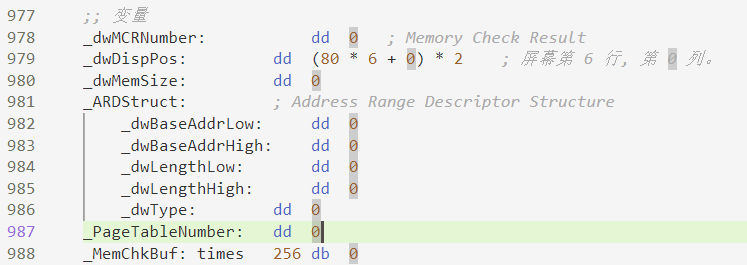 977 ;; 变量
978 _dwMCRNumber: dd 0 ; Memory Check Result
979 _dwDispPos: dd (80 * 6 + 0) * 2 ; 屏幕第 6 行, 第 0 列。
980 _dwMemSize: dd 0
981 _ARDStruct: ; Address Range Descriptor Structure
982 _dwBaseAddrLow: dd 0
983 _dwBaseAddrHigh: dd 0
984 _dwLengthLow: dd 0
985 _dwLengthHigh: dd 0
986 _dwType: dd 0
987 _PageTableNumber: dd 0
988 _MemChkBuf: times 256 db 0